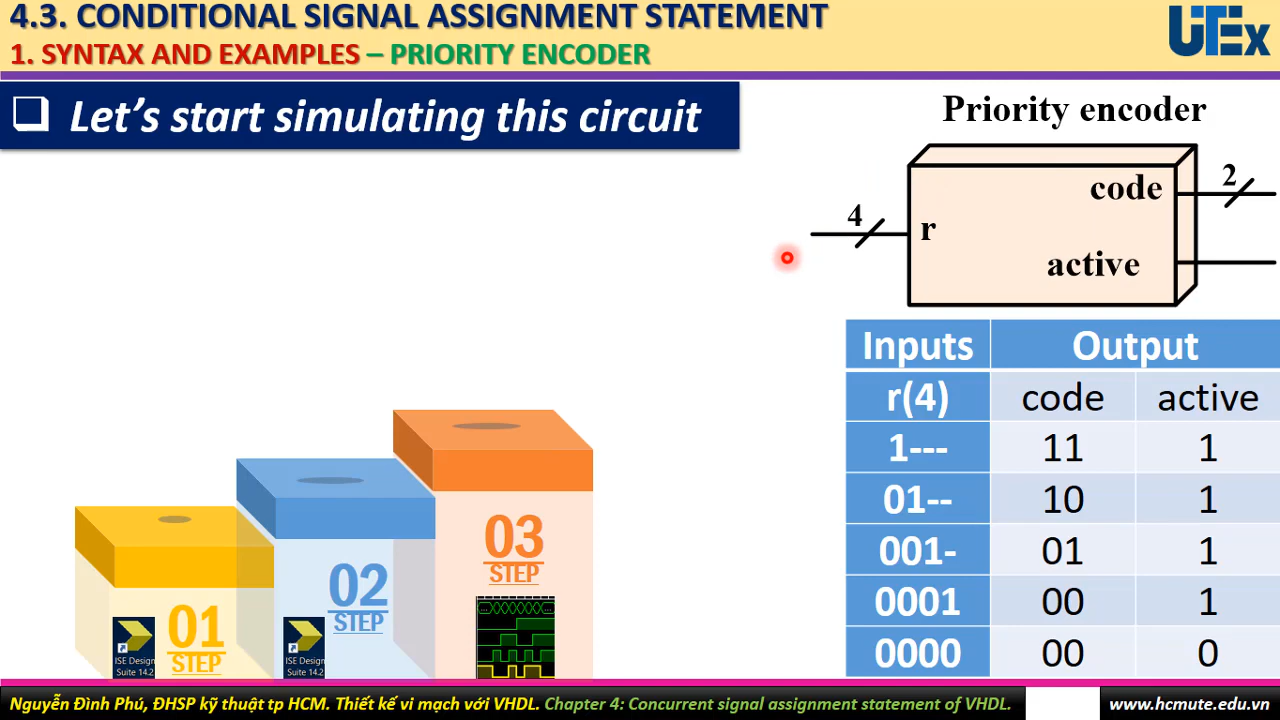 4.3. CONDITIONAL SIGNAL ASSIGNMENT STATEMENT
1. SYNTAX AND EXAMPLES – PRIORITY ENCODER
UTEx
Let's start simulating this circuit
Priority encoder
code
2
4
r
active
Inputs Output
r(4) code active
1--- 11 1
01-- 10 1
001- 01 1
0001 00 1
0000 00 0
03
STEP
02
STEP
01
STEP
ISE Design
Suite 14.2
ISE Design
Suite 14.2
Nguyễn Đình Phú, ĐHSP kỹ thuật tp HCM. Thiết kế vi mạch với VHDL. Chapter 4: Concurrent signal assignment statement of VHDL.
www.hcmute.edu.vn